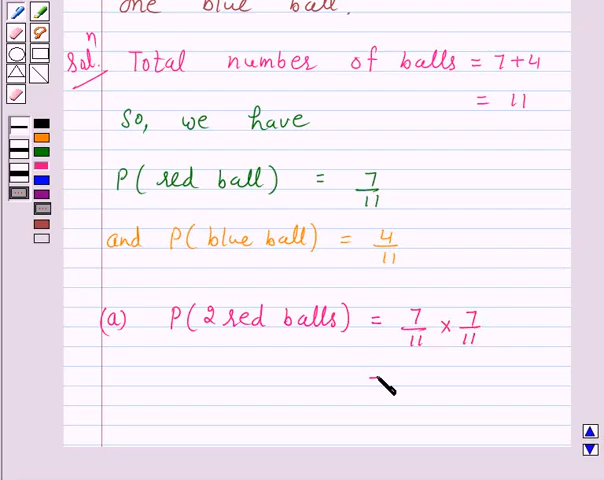 one blue ball.
Solⁿ. Total number of balls = 7+4
= 11
So, we have
P( red ball) = 7/11
and P( blue ball) = 4/11
(a) P(2 red balls) = 7/11 × 7/11